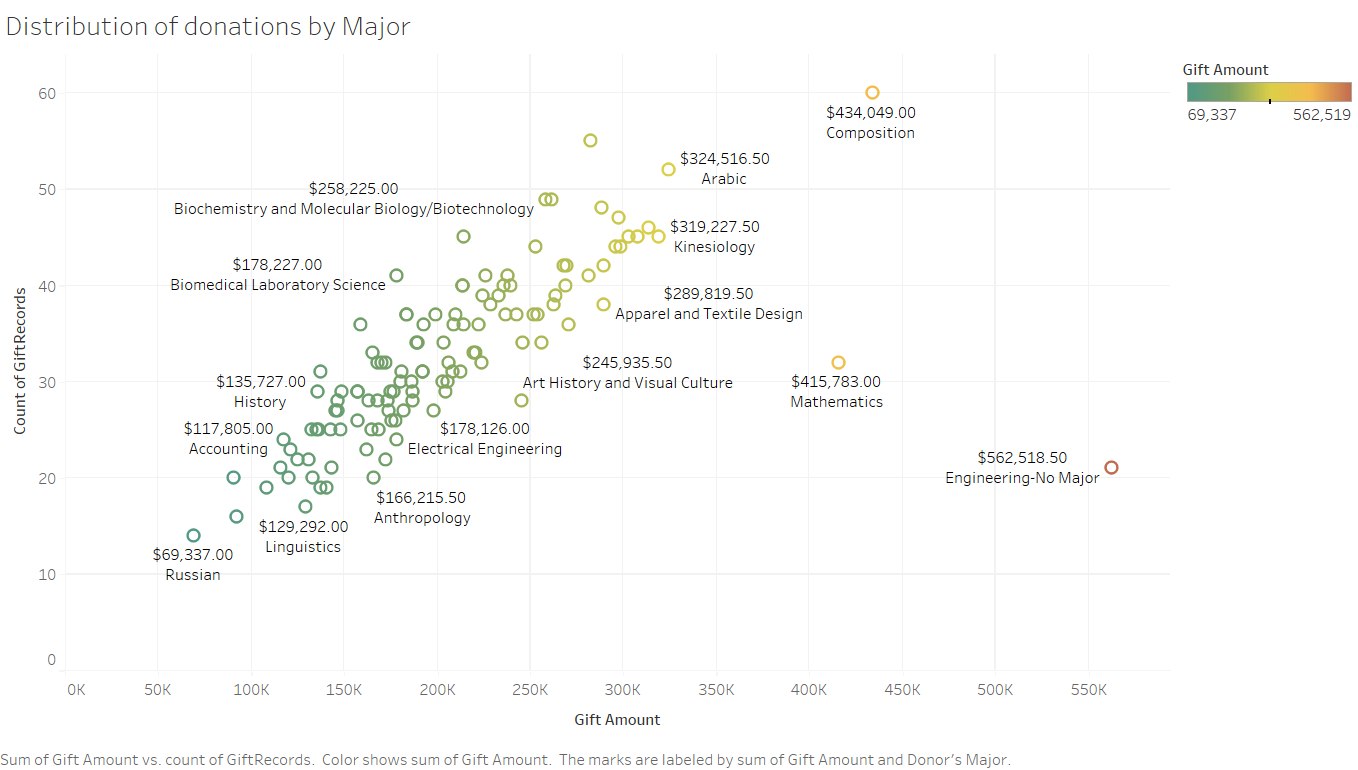 Distribution of donations by Major
Gift Amount
69,337
562,519
60
50
40
30
20
10
0
Count of GiftRecords
$434,049.00
Composition
$324,516.50
Arabic
$258,225.00
Biochemistry and Molecular Biology/Biotechnology
$319,227.50
Kinesiology
$178,227.00
Biomedical Laboratory Science
$289,819.50
Apparel and Textile Design
$245,935.50
Art History and Visual Culture
$415,783.00
Mathematics
$135,727.00
History
$117,805.00
Accounting
$178,126.00
Electrical Engineering
$562,518.50
Engineering-No Major
$166,215.50
Anthropology
$129,292.00
Linguistics
$69,337.00
Russian
0K
50K
100K
150K
200K
250K
300K
350K
400K
450K
500K
550K
Gift Amount
Sum of Gift Amount vs. count of GiftRecords.  Color shows sum of Gift Amount.  The marks are labeled by sum of Gift Amount and Donor's Major.